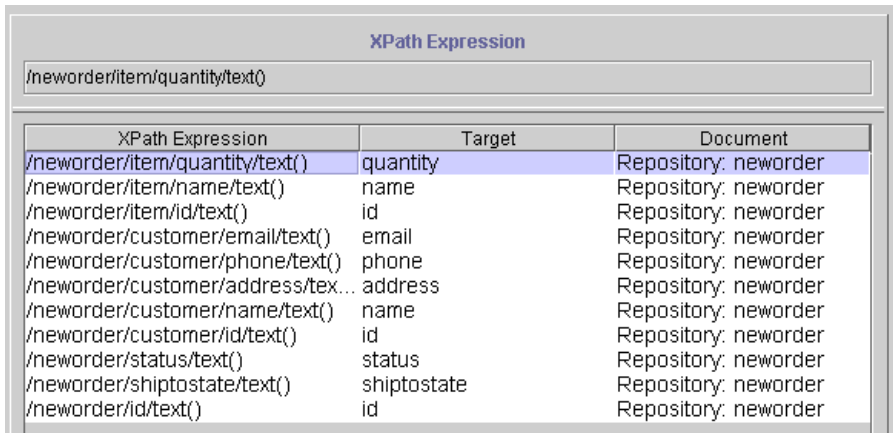 XPath Expression
/neworder/item/quantity/text()
XPath Expression Target Document
/neworder/item/quantity/text() quantity Repository: neworder
/neworder/item/name/text() name Repository: neworder
/neworder/item/id/text() id Repository: neworder
/neworder/customer/email/text() email Repository: neworder
/neworder/customer/phone/text() phone Repository: neworder
/neworder/customer/address/tex... address Repository: neworder
/neworder/customer/name/text() name Repository: neworder
/neworder/customer/id/text() id Repository: neworder
/neworder/status/text() status Repository: neworder
/neworder/shiptostate/text() shiptostate Repository: neworder
/neworder/id/text() id Repository: neworder